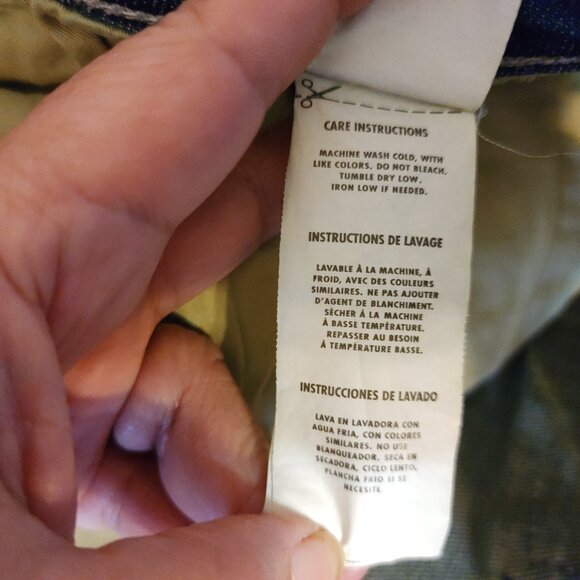 CARE INSTRUCTIONS
MACHINE WASH COLD, WITH
LIKE COLORS. DO NOT BLEACH.
TUMBLE DRY LOW.
IRON LOW IF NEEDED.
INSTRUCTIONS DE LAVAGE
LAVABLE À LA MACHINE, À
FROID, AVEC DES COULEURS
SIMILAIRES. NE PAS AJOUTER
D'AGENT DE BLANCHIMENT.
SÉCHER À LA MACHINE
À BASSE TEMPÉRATURE.
REPASSER AU BESOIN
À TEMPÉRATURE BASSE.
INSTRUCCIONES DE LAVADO
LAVA EN LAVADORA CON
AGUA FRIA, CON COLORES
SIMILARES. NO USE
BLANQUEADOR. SECA EN
SECADORA, CICLO LENTO.
PLANCHA FRIO SI SE
NECESITE.